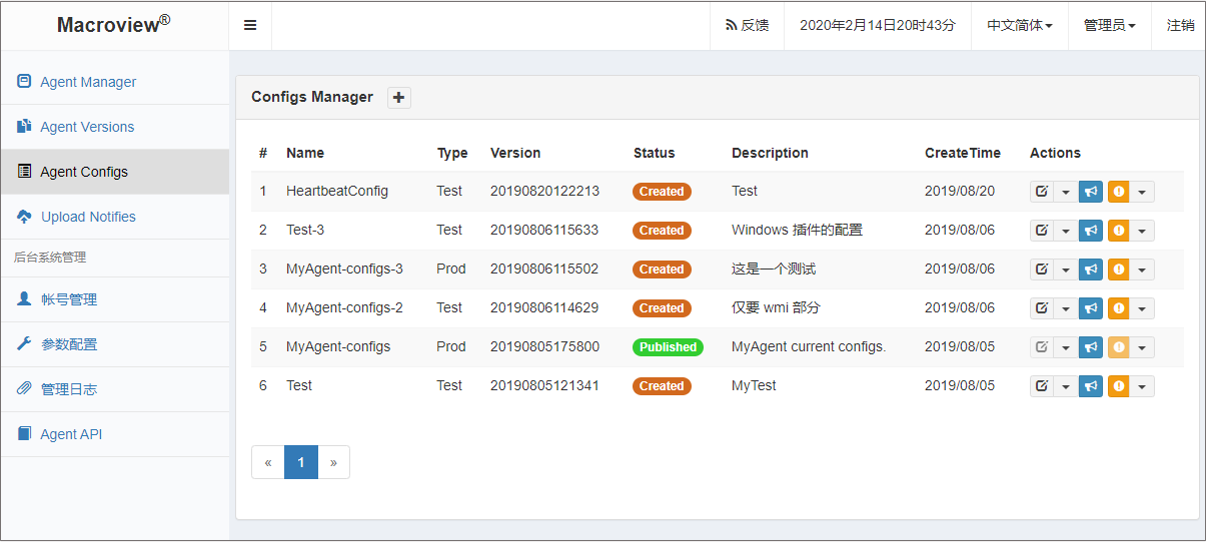 Macroview®
反馈 2020年2月14日20时43分 中文简体 管理员 注销
Agent Manager
Agent Versions
Agent Configs
Upload Notifies
后台系统管理
帐号管理
参数配置
管理日志
Agent API
Configs Manager
# Name Type Version Status Description CreateTime Actions
1 HeartbeatConfig Test 20190820122213 Created Test 2019/08/20
2 Test-3 Test 20190806115633 Created Windows 插件的配置 2019/08/06
3 MyAgent-configs-3 Prod 20190806115502 Created 这是一个测试 2019/08/06
4 MyAgent-configs-2 Test 20190806114629 Created 仅要 wmi 部分 2019/08/06
5 MyAgent-configs Prod 20190805175800 Published MyAgent current configs. 2019/08/05
6 Test Test 20190805121341 Created MyTest 2019/08/05
« 1 »